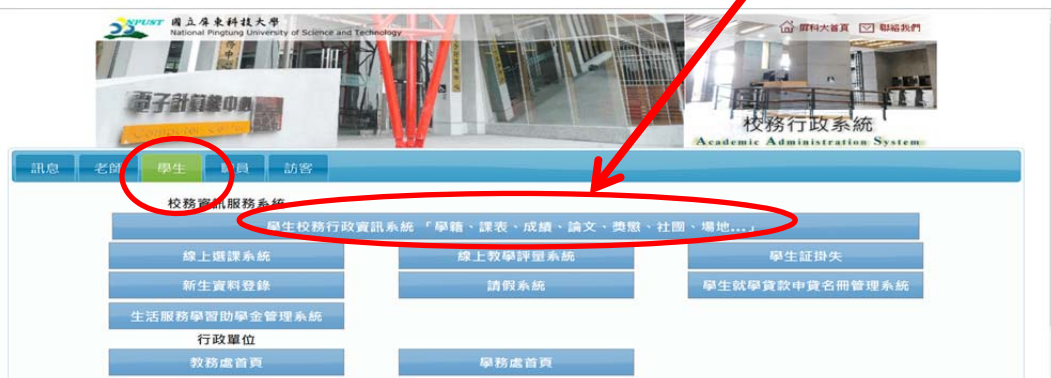 NPUST 國立屏東科技大學
National Pingtung University of Science and Technology
屏科大首頁 聯絡我們
電子計算機中心
Computer Center
校務行政系統
Academic Administration System
訊息 老師 學生 職員 訪客
校務資訊服務系統
學生校務行政資訊系統「學籍、課表、成績、論文、獎懲、社團、場地...」
線上選課系統 線上教學評量系統 學生証掛失
新生資料登錄 請假系統 學生就學貸款申貸名冊管理系統
生活服務學習助學金管理系統
行政單位
教務處首頁 學務處首頁